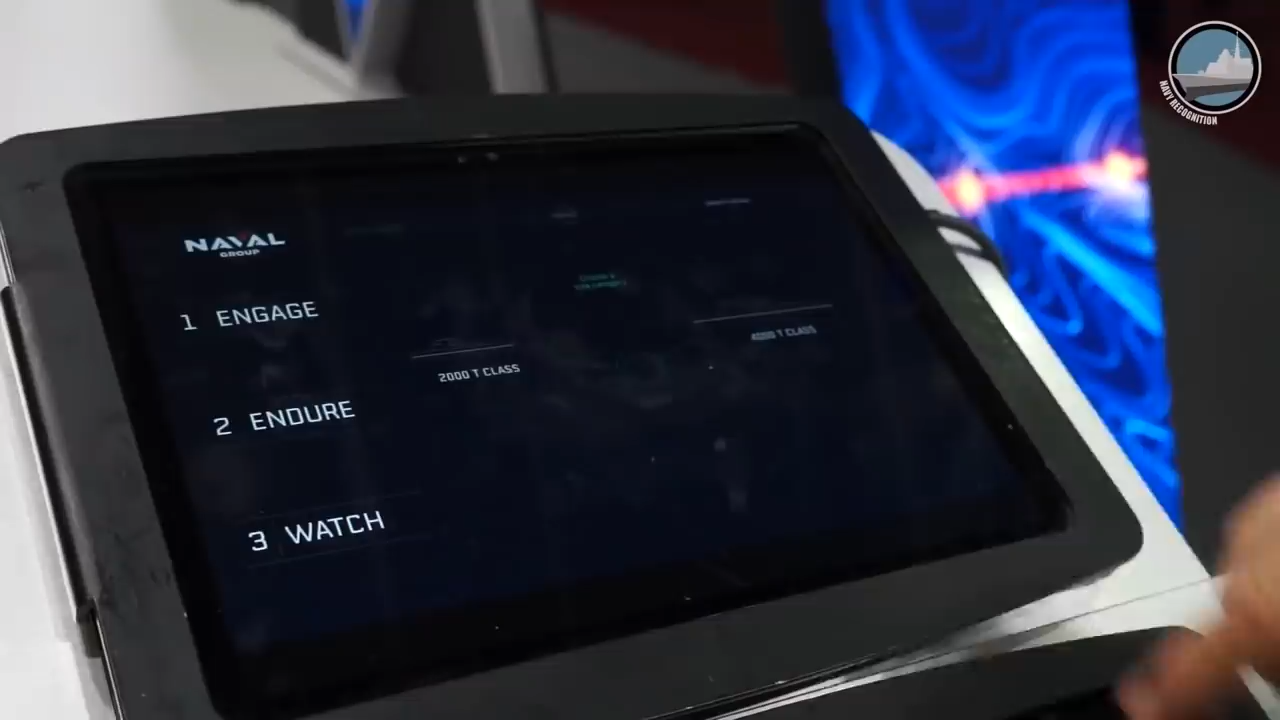 NAVAL
GROUP
1 ENGAGE
2 ENDURE
3 WATCH
2000 T CLASS
4000 T CLASS
NAVY RECOGNITION